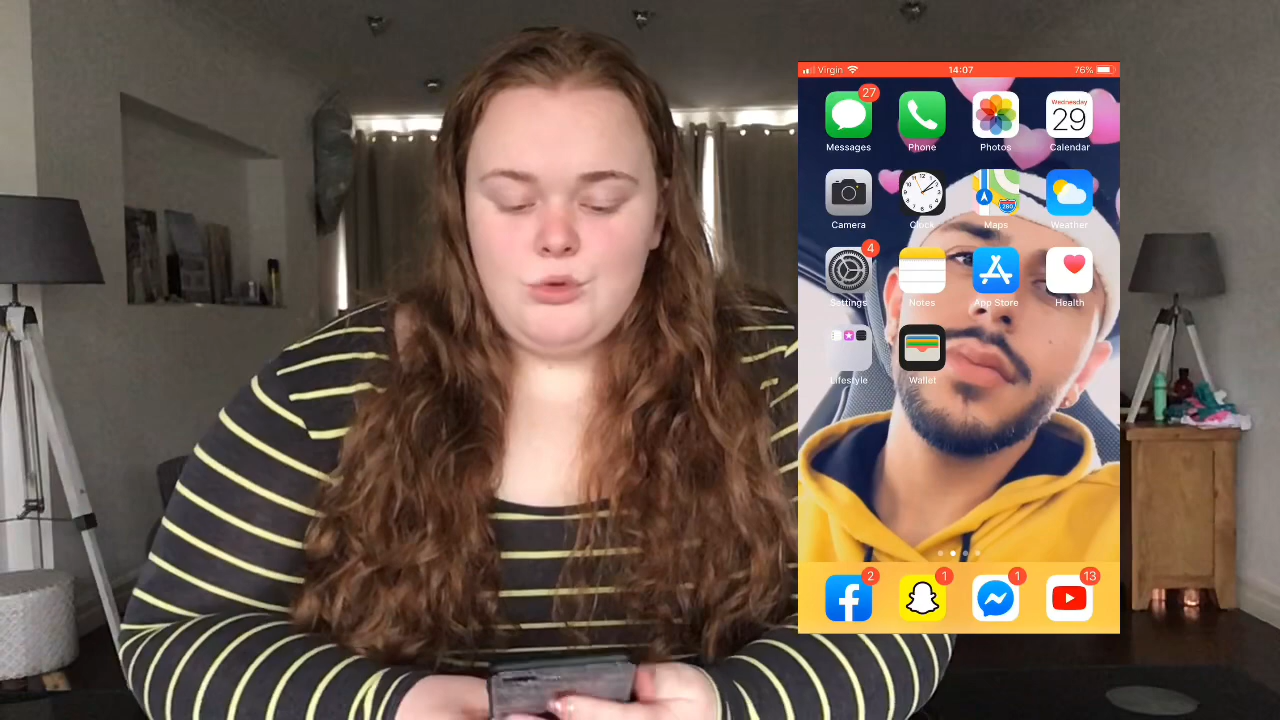 Virgin 14:07 76%
27
Wednesday
29
Messages Phone Photos Calendar
280
Camera Clock Maps Weather
4
Settings Notes App Store Health
Lifestyle Wallet
2 1 1 13